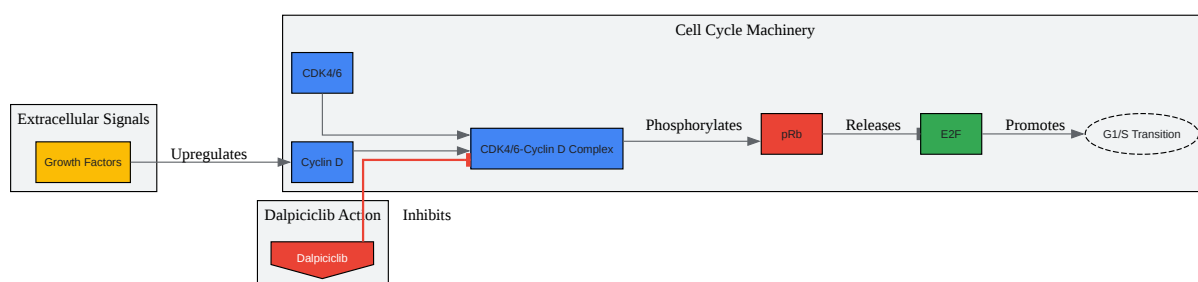 Cell Cycle Machinery
CDK4/6
Extracellular Signals
Growth Factors
Upregulates
Cyclin D
CDK4/6-Cyclin D Complex
Phosphorylates
pRb
Releases
E2F
Promotes
G1/S Transition
Dalpiciclib Action
Inhibits
Dalpiciclib